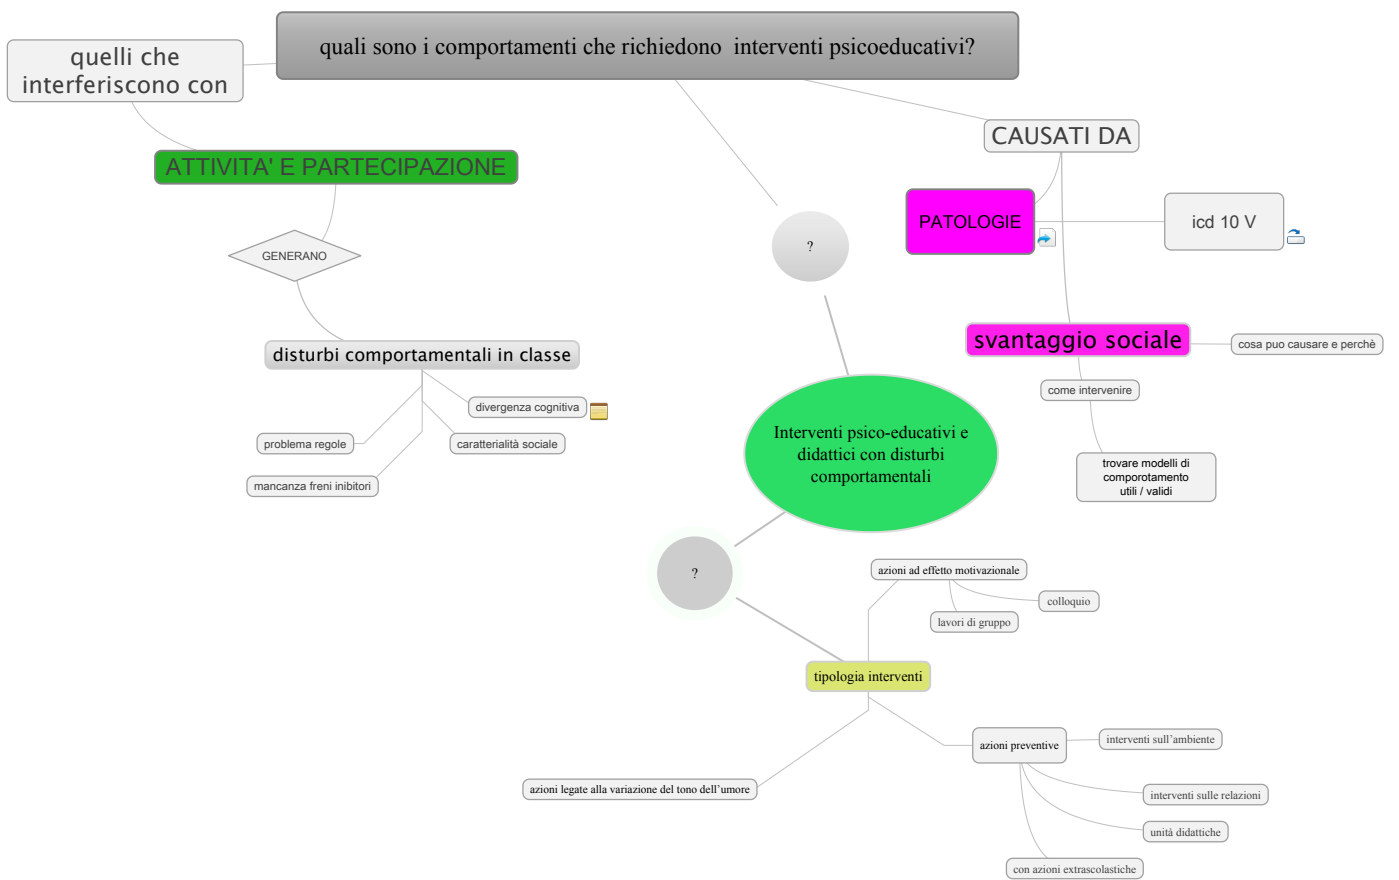 quali sono i comportamenti che richiedono  interventi psicoeducativi?
quelli che
interferiscono con
ATTIVITA' E PARTECIPAZIONE
GENERANO
disturbi comportamentali in classe
divergenza cognitiva
problema regole
caratterialità sociale
mancanza freni inibitori
?
CAUSATI DA
PATOLOGIE
icd 10 V
svantaggio sociale
cosa puo causare e perchè
come intervenire
trovare modelli di
comporotamento
utili / validi
Interventi psico-educativi e
didattici con disturbi
comportamentali
?
azioni ad effetto motivazionale
colloquio
lavori di gruppo
tipologia interventi
azioni preventive
interventi sull'ambiente
azioni legate alla variazione del tono dell'umore
interventi sulle relazioni
unità didattiche
con azioni extrascolastiche